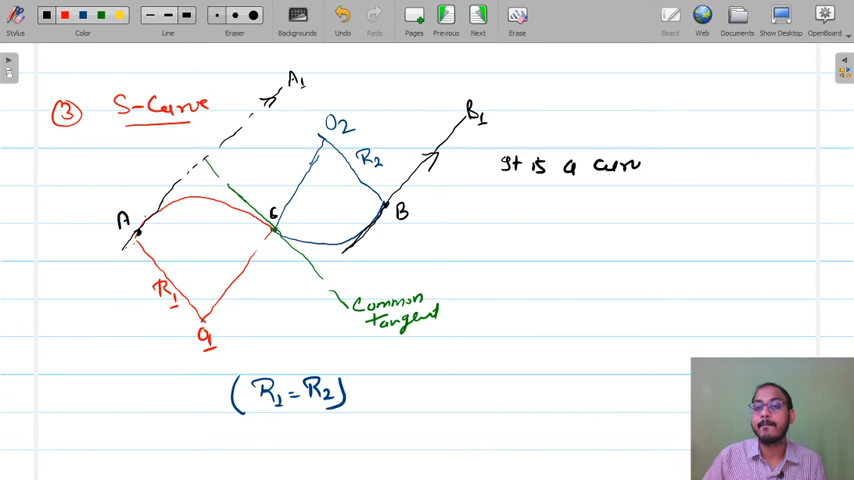 Stylus
Color
Line
Eraser
Backgrounds
Undo
Redo
Pages
Previous
Next
Erase
Board
Web
Documents
Show Desktop
OpenBoard
③ S-Curve
A1
B1
O2
R2
It is a curv
A
C
B
R1
O1
Common
tangent
(R1 = R2)